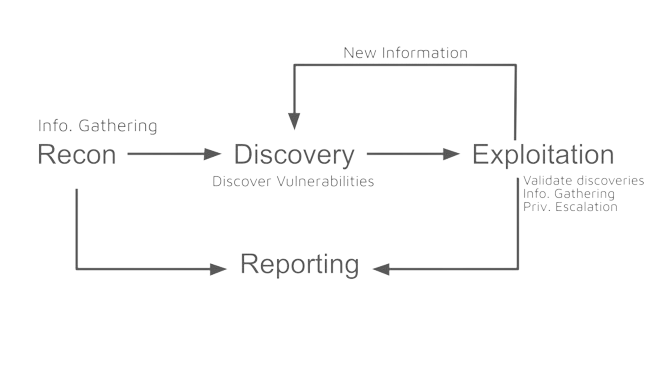 New Information
Info. Gathering
Recon
Discovery
Exploitation
Discover Vulnerabilities
Validate discoveries
Info. Gathering
Priv. Escalation
Reporting